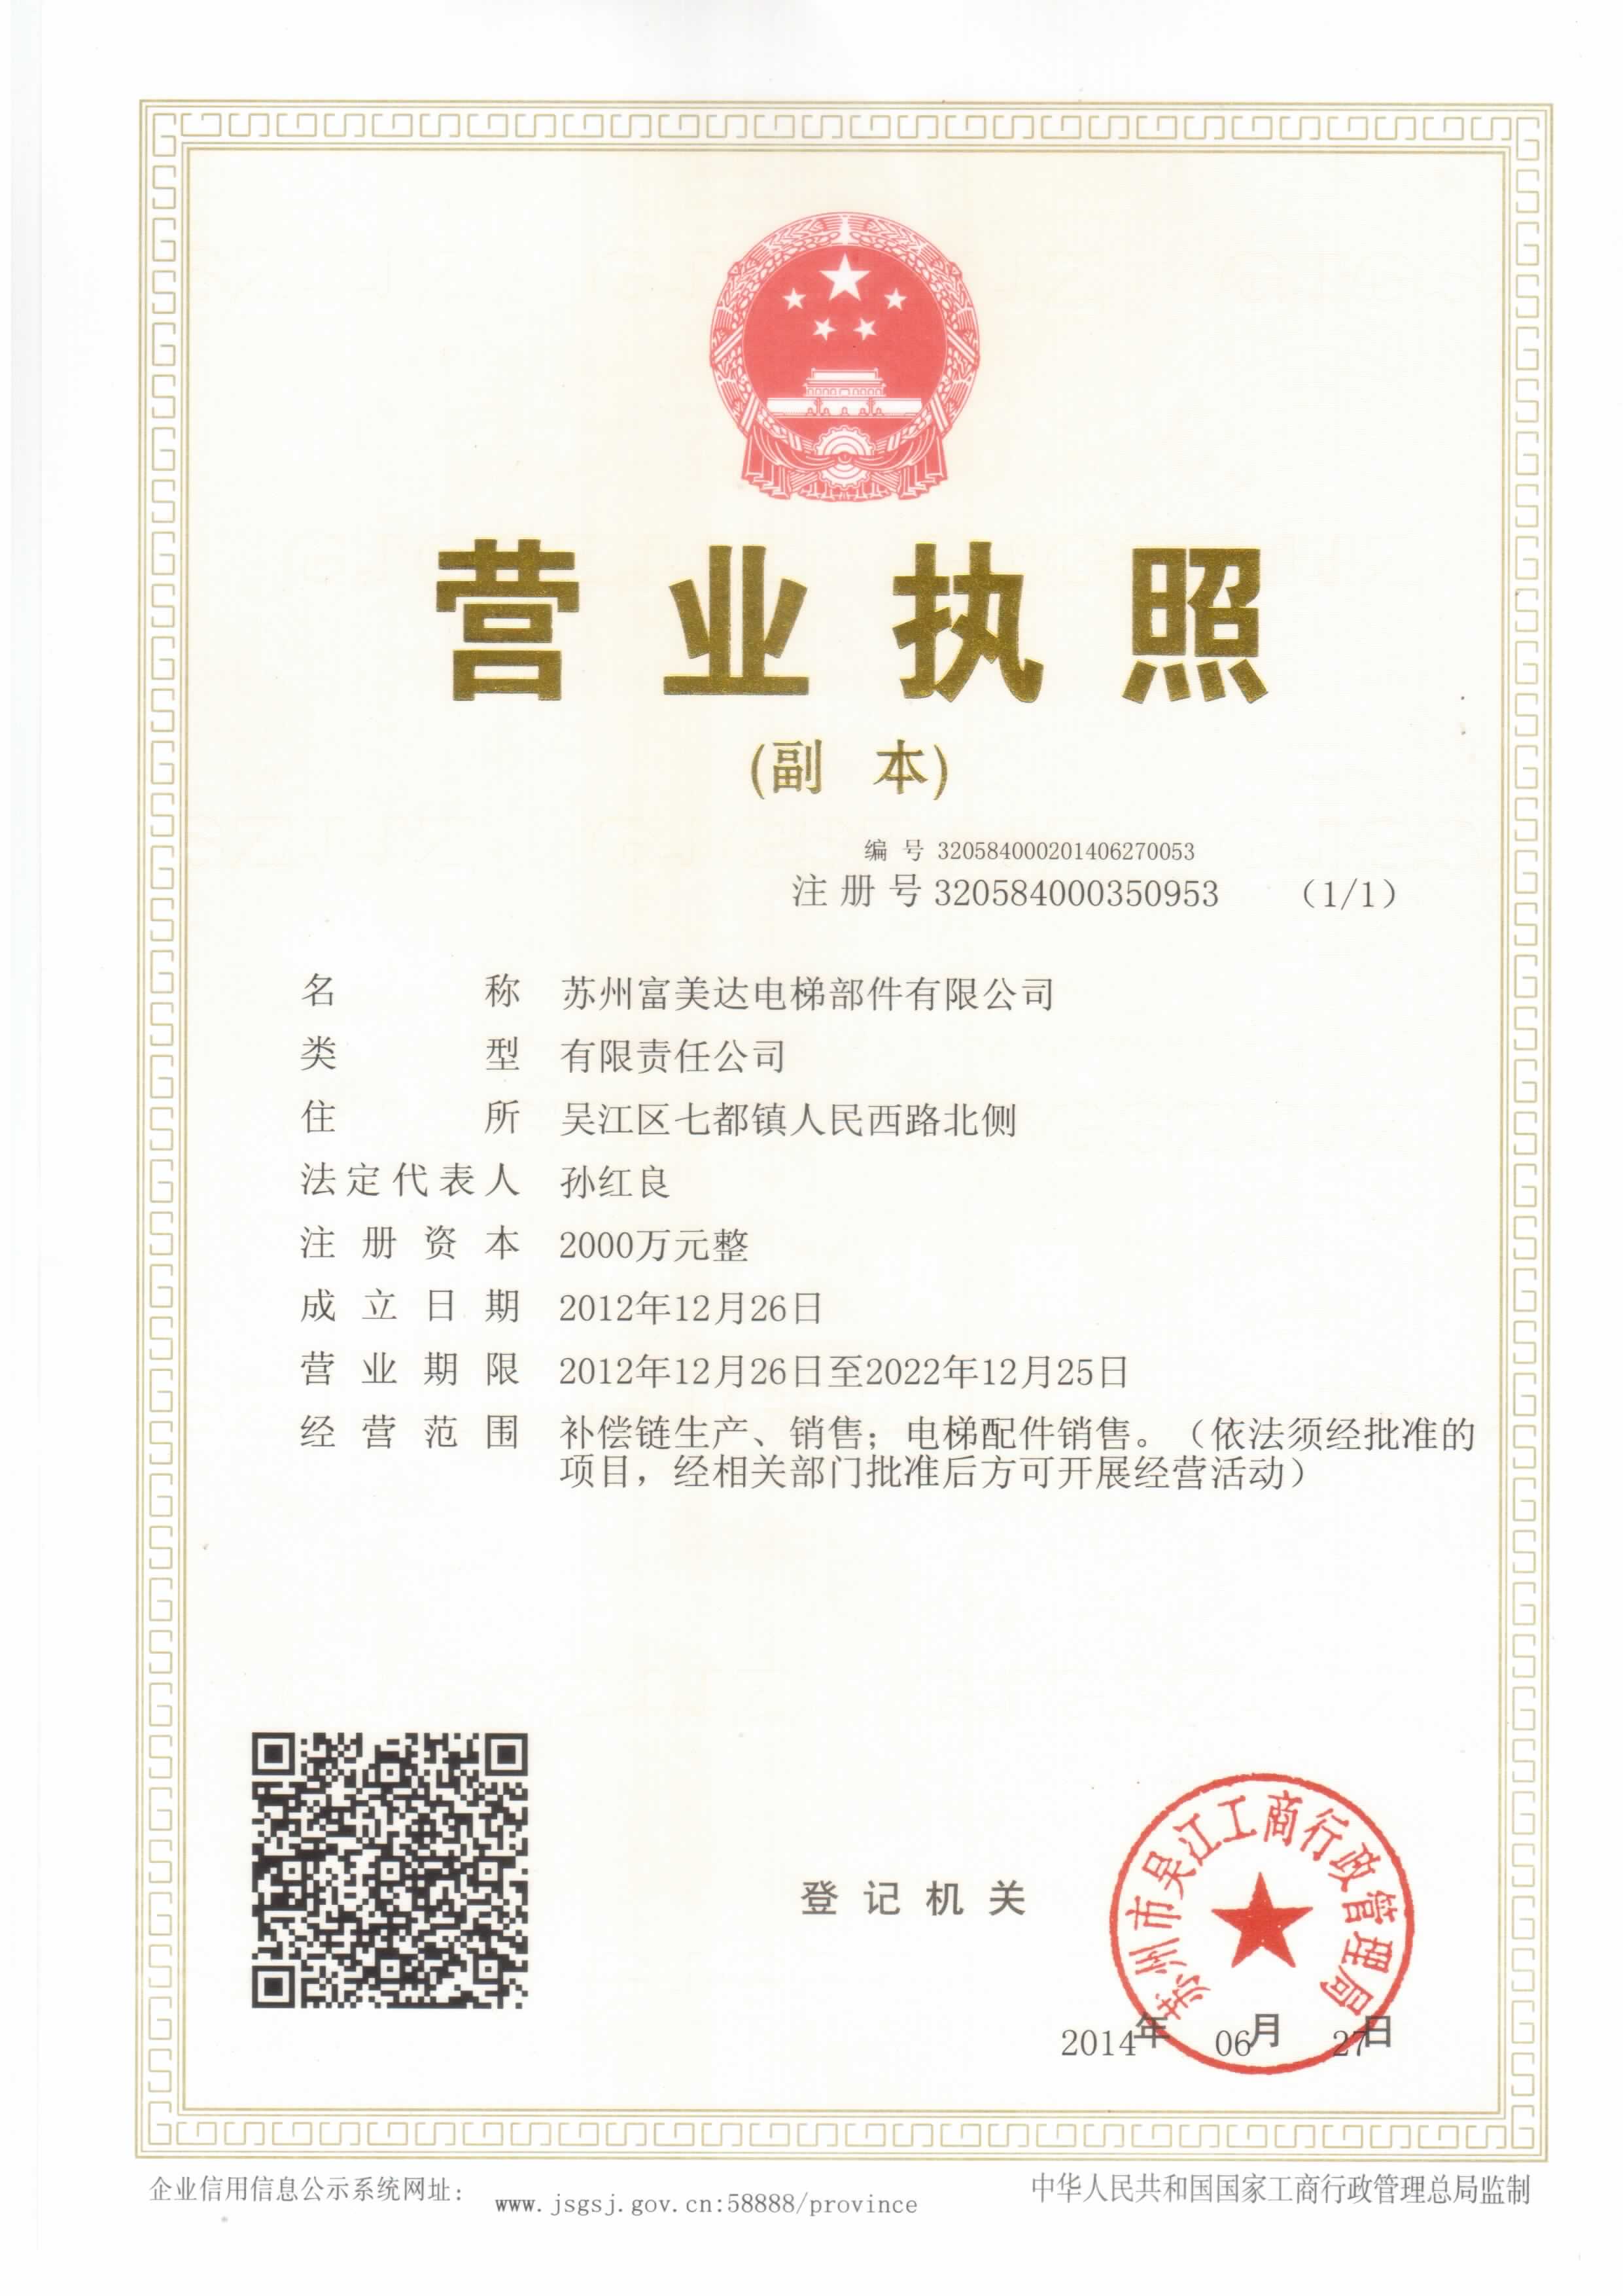 营业执照
(副 本)
编 号 320584000201406270053
注 册 号 320584000350953 （1/1）
名 称 苏州富美达电梯部件有限公司
类 型 有限责任公司
住 所 吴江区七都镇人民西路北侧
法定代表人 孙红良
注 册 资 本 2000万元整
成 立 日 期 2012年12月26日
营 业 期 限 2012年12月26日至2022年12月25日
经 营 范 围 补偿链生产、销售；电梯配件销售。（依法须经批准的
项目，经相关部门批准后方可开展经营活动）
登 记 机 关
苏州市吴江工商行政管理局
2014年 06月 27日
企业信用信息公示系统网址： www.jsgsj.gov.cn:58888/province
中华人民共和国国家工商行政管理总局监制